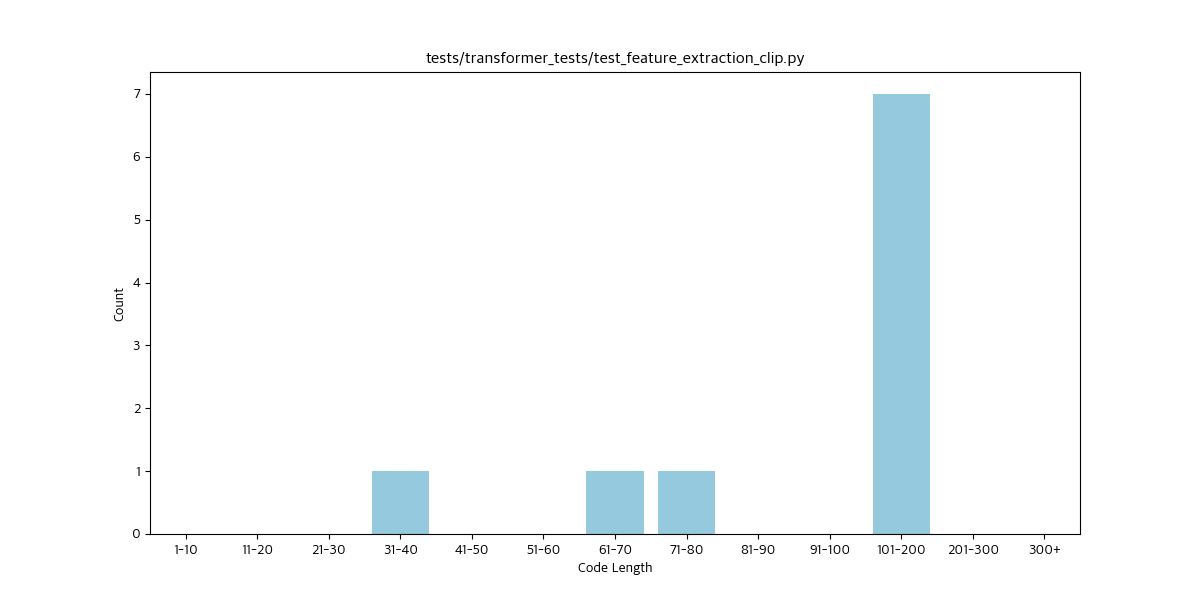 tests/transformer_tests/test_feature_extraction_clip.py
7
6
5
4
3
2
1
0
Count
1-10 11-20 21-30 31-40 41-50 51-60 61-70 71-80 81-90 91-100 101-200 201-300 300+
Code Length